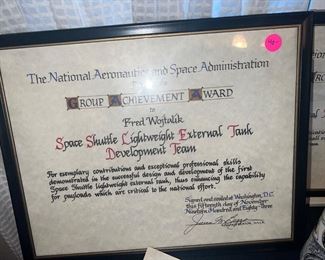 The National Aeronautics and Space Administration
GROUP ACHIEVEMENT AWARD
to
Fred Wojtalik
Space Shuttle Lightweight External Tank
Development Team
For exemplary contributions and exceptional professional skills
demonstrated in the successful design and development of the first
Space Shuttle lightweight external tank, thus enhancing the capability
for payloads which are critical to the national effort.
Signed and sealed at Washington, D.C.
this fifteenth day of November
Nineteen Hundred and Eighty-Three